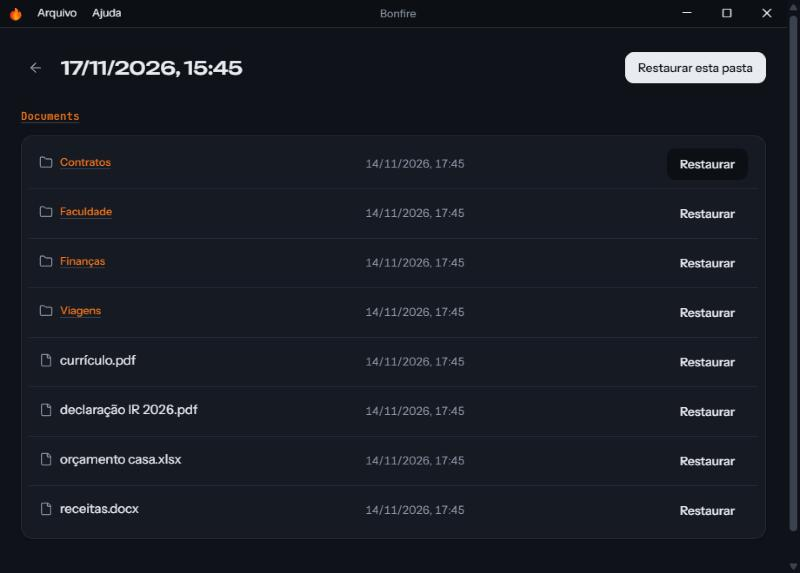 Arquivo Ajuda Bonfire
17/11/2026, 15:45 Restaurar esta pasta
Documents
Contratos 14/11/2026, 17:45 Restaurar
Faculdade 14/11/2026, 17:45 Restaurar
Finanças 14/11/2026, 17:45 Restaurar
Viagens 14/11/2026, 17:45 Restaurar
currículo.pdf 14/11/2026, 17:45 Restaurar
declaração IR 2026.pdf 14/11/2026, 17:45 Restaurar
orçamento casa.xlsx 14/11/2026, 17:45 Restaurar
receitas.docx 14/11/2026, 17:45 Restaurar